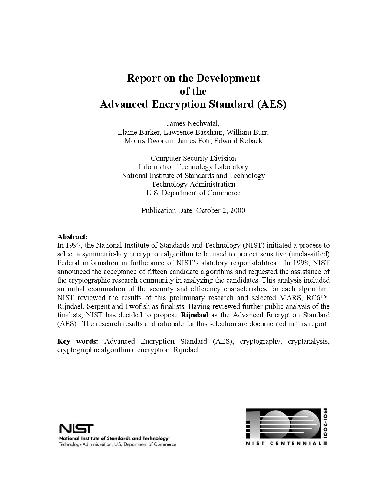 Report on the Development
of the
Advanced Encryption Standard (AES)
James Nechvatal,
Elaine Barker, Lawrence Bassham, William Burr,
Morris Dworkin, James Foti, Edward Roback
Computer Security Division
Information Technology Laboratory
National Institute of Standards and Technology
Technology Administration
U.S. Department of Commerce
Publication Date: October 2, 2000
Abstract:
In 1997, the National Institute of Standards and Technology (NIST) initiated a process to
select a symmetric-key encryption algorithm to be used to protect sensitive (unclassified)
Federal information in furtherance of NIST's statutory responsibilities. In 1998, NIST
announced the acceptance of fifteen candidate algorithms and requested the assistance of
the cryptographic research community in analyzing the candidates. This analysis included
an initial examination of the security and efficiency characteristics for each algorithm.
NIST reviewed the results of this preliminary research and selected MARS, RC6™,
Rijndael, Serpent and Twofish as finalists. Having reviewed further public analysis of the
finalists, NIST has decided to propose Rijndael as the Advanced Encryption Standard
(AES). The research results and rationale for this selection are documented in this report.
Key words: Advanced Encryption Standard (AES), cryptography, cryptanalysis,
cryptographic algorithms, encryption, Rijndael.
NIST
National Institute of Standards and Technology
Technology Administration, U.S. Department of Commerce
100
1901-2001
NIST CENTENNIAL